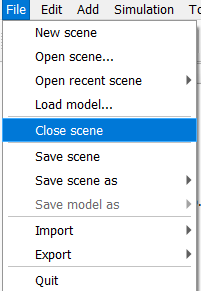 File Edit Add Simulation To
New scene
Open scene...
Open recent scene
Load model...
Close scene
Save scene
Save scene as
Save model as
Import
Export
Quit